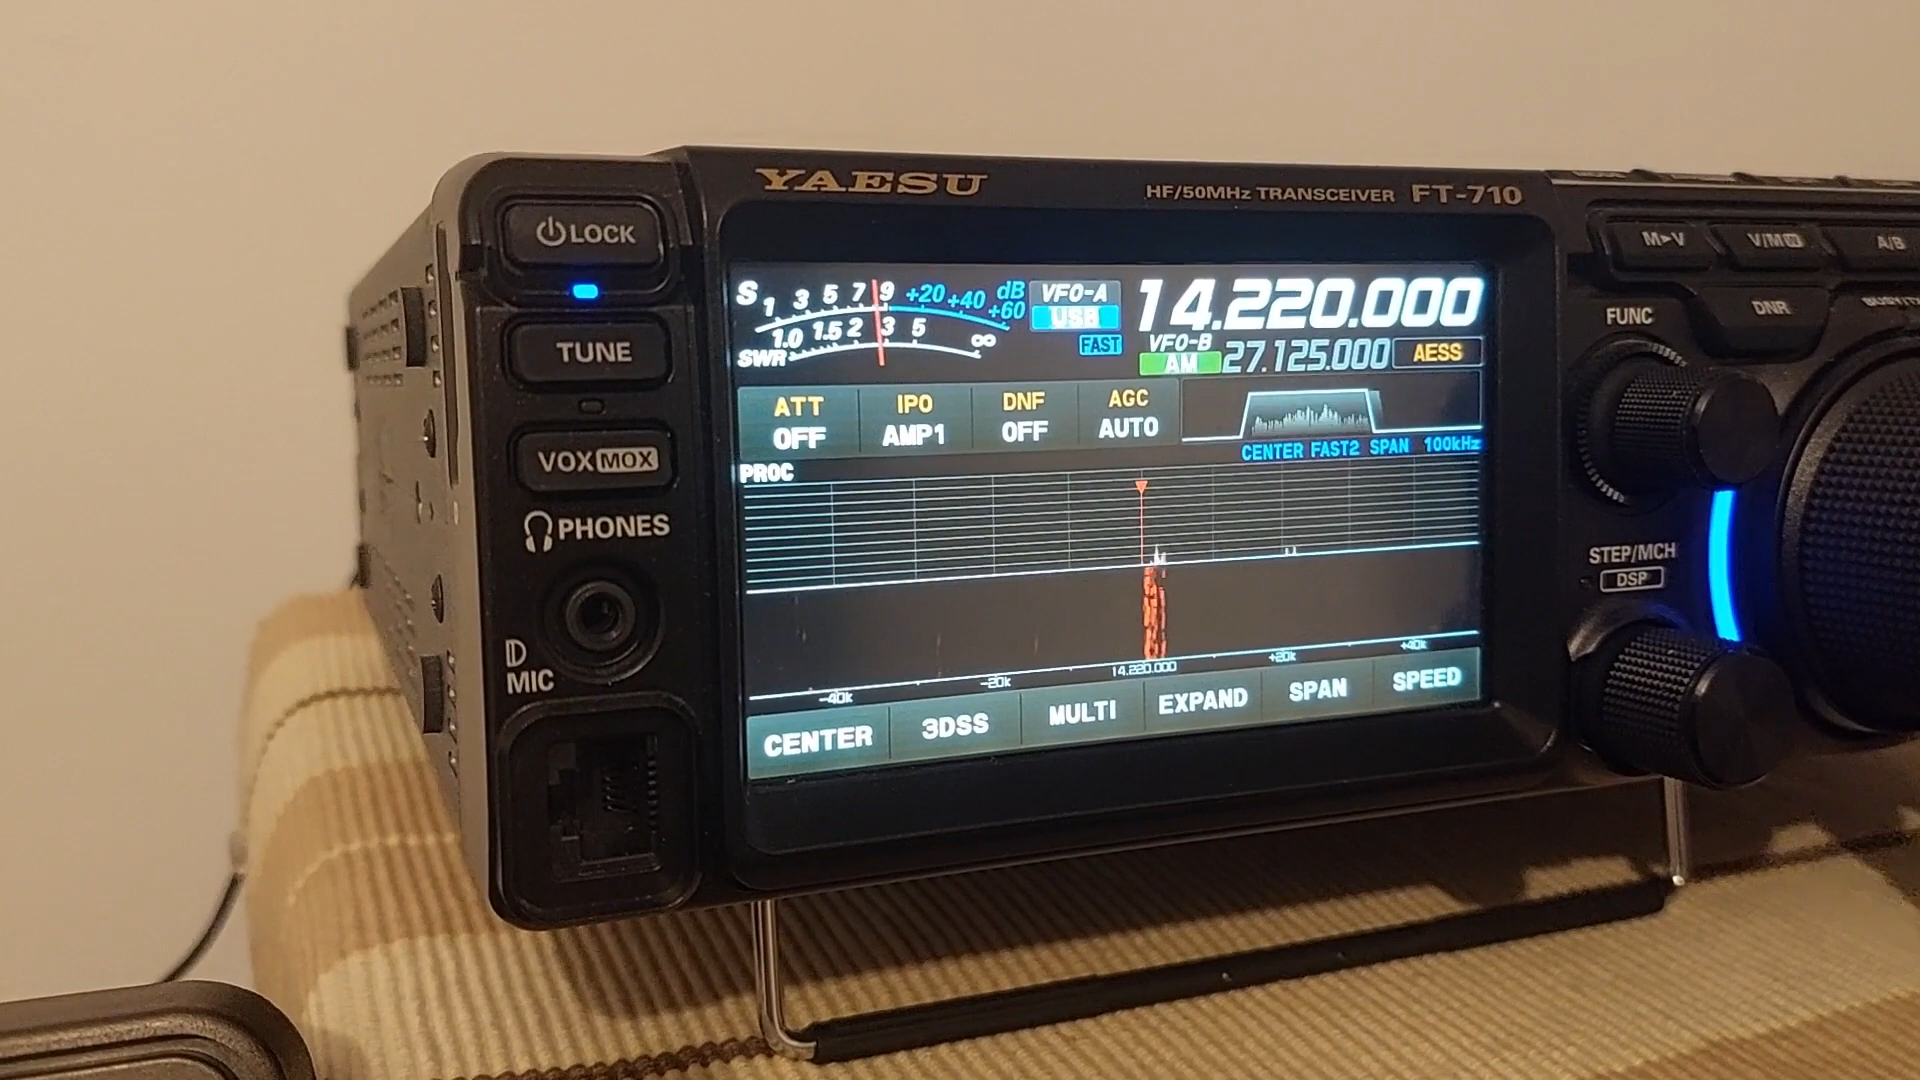 YAESU
HF/50MHz TRANSCEIVER FT-710
LOCK
TUNE
VOX MOX
PHONES
MIC
S 1 3 5 7 9 +20 +40 +60 dB
SWR 1.0 1.5 2 3 5 ∞
VFO-A 14.220.000
USB
FAST
VFO-B
AM 27.125.000 AESS
ATT IPO DNF AGC
OFF AMP1 OFF AUTO
CENTER FAST2 SPAN 100kHz
PROC
-40k -20k 14.220.000 +20k +40k
CENTER 3DSS MULTI EXPAND SPAN SPEED
M►V V/M A/B
FUNC DNR
STEP/MCH
DSP